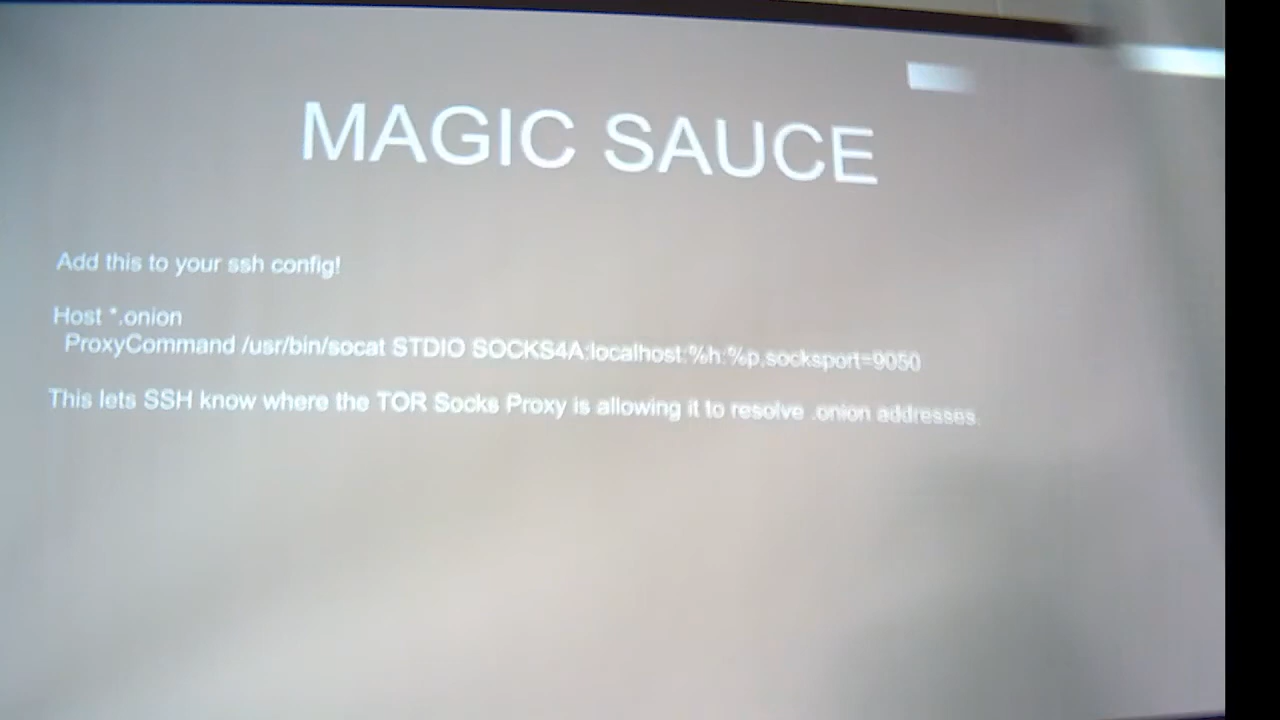 MAGIC SAUCE
Add this to your ssh config!
Host *.onion
ProxyCommand /usr/bin/socat STDIO SOCKS4A:localhost:%h:%p,socksport=9050
This lets SSH know where the TOR Socks Proxy is allowing it to resolve .onion addresses.